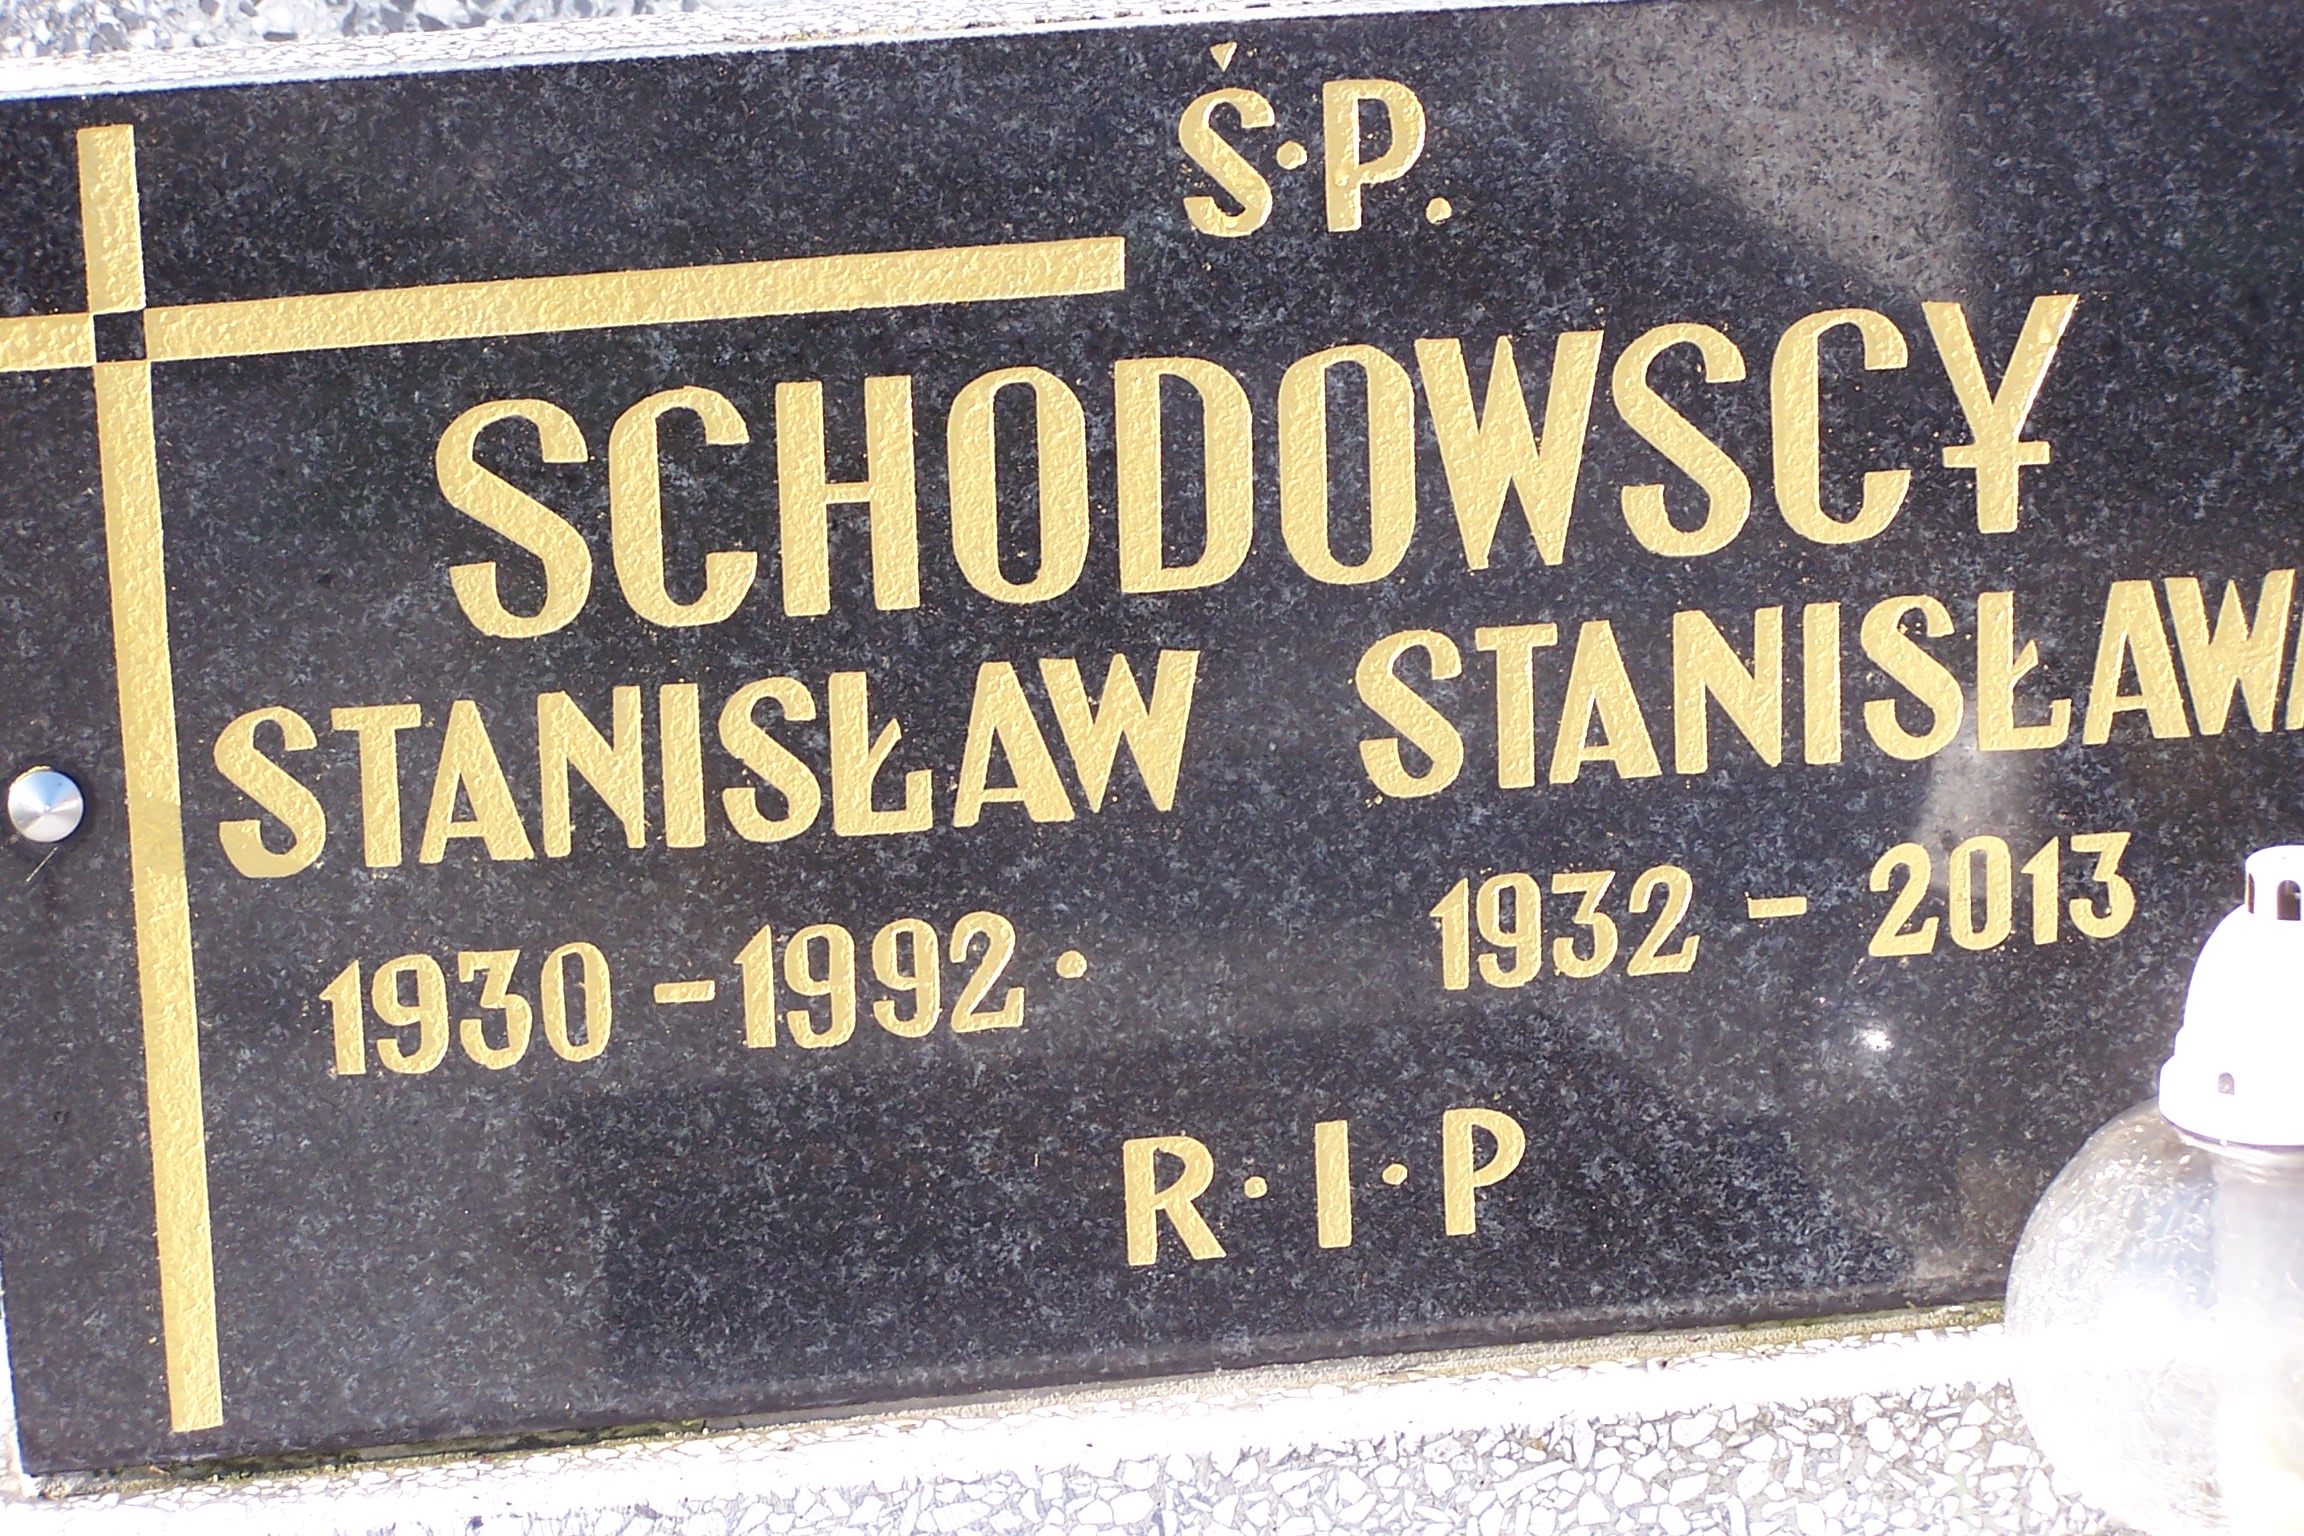 Ś.P.
SCHODOWSCY
STANISŁAW STANISŁAWA
1930 - 1992. 1932 - 2013
R.I.P